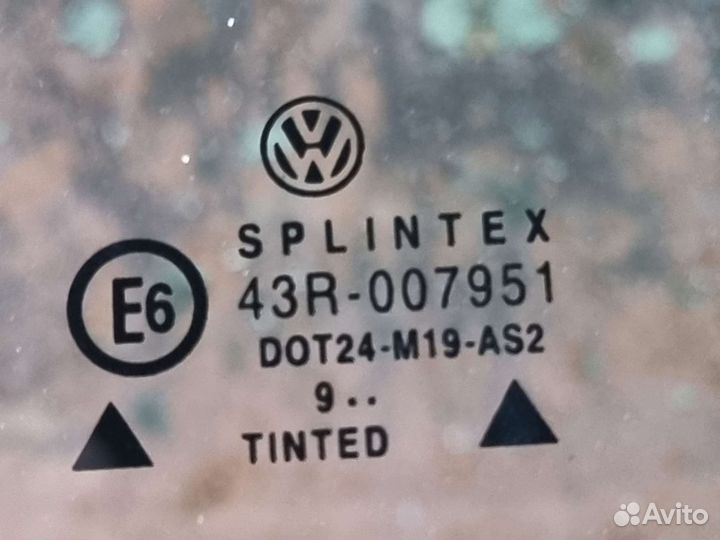 SPLINTEX
E6
43R-007951
DOT24-M19-AS2
9..
TINTED
Avito